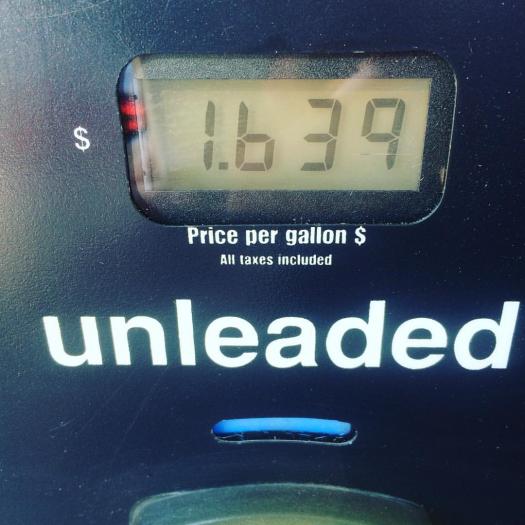 $ 1.639
Price per gallon $
All taxes included
unleaded